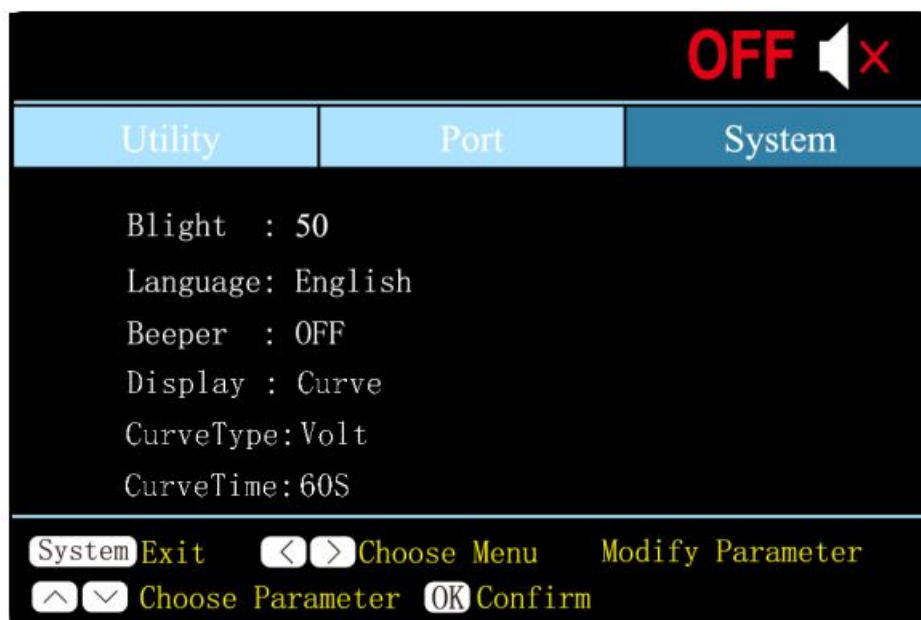 OFF
Utility Port System
Blight : 50
Language: English
Beeper : OFF
Display : Curve
CurveType:Volt
CurveTime:60S
System Exit < > Choose Menu Modify Parameter
∧ ∨ Choose Parameter OK Confirm